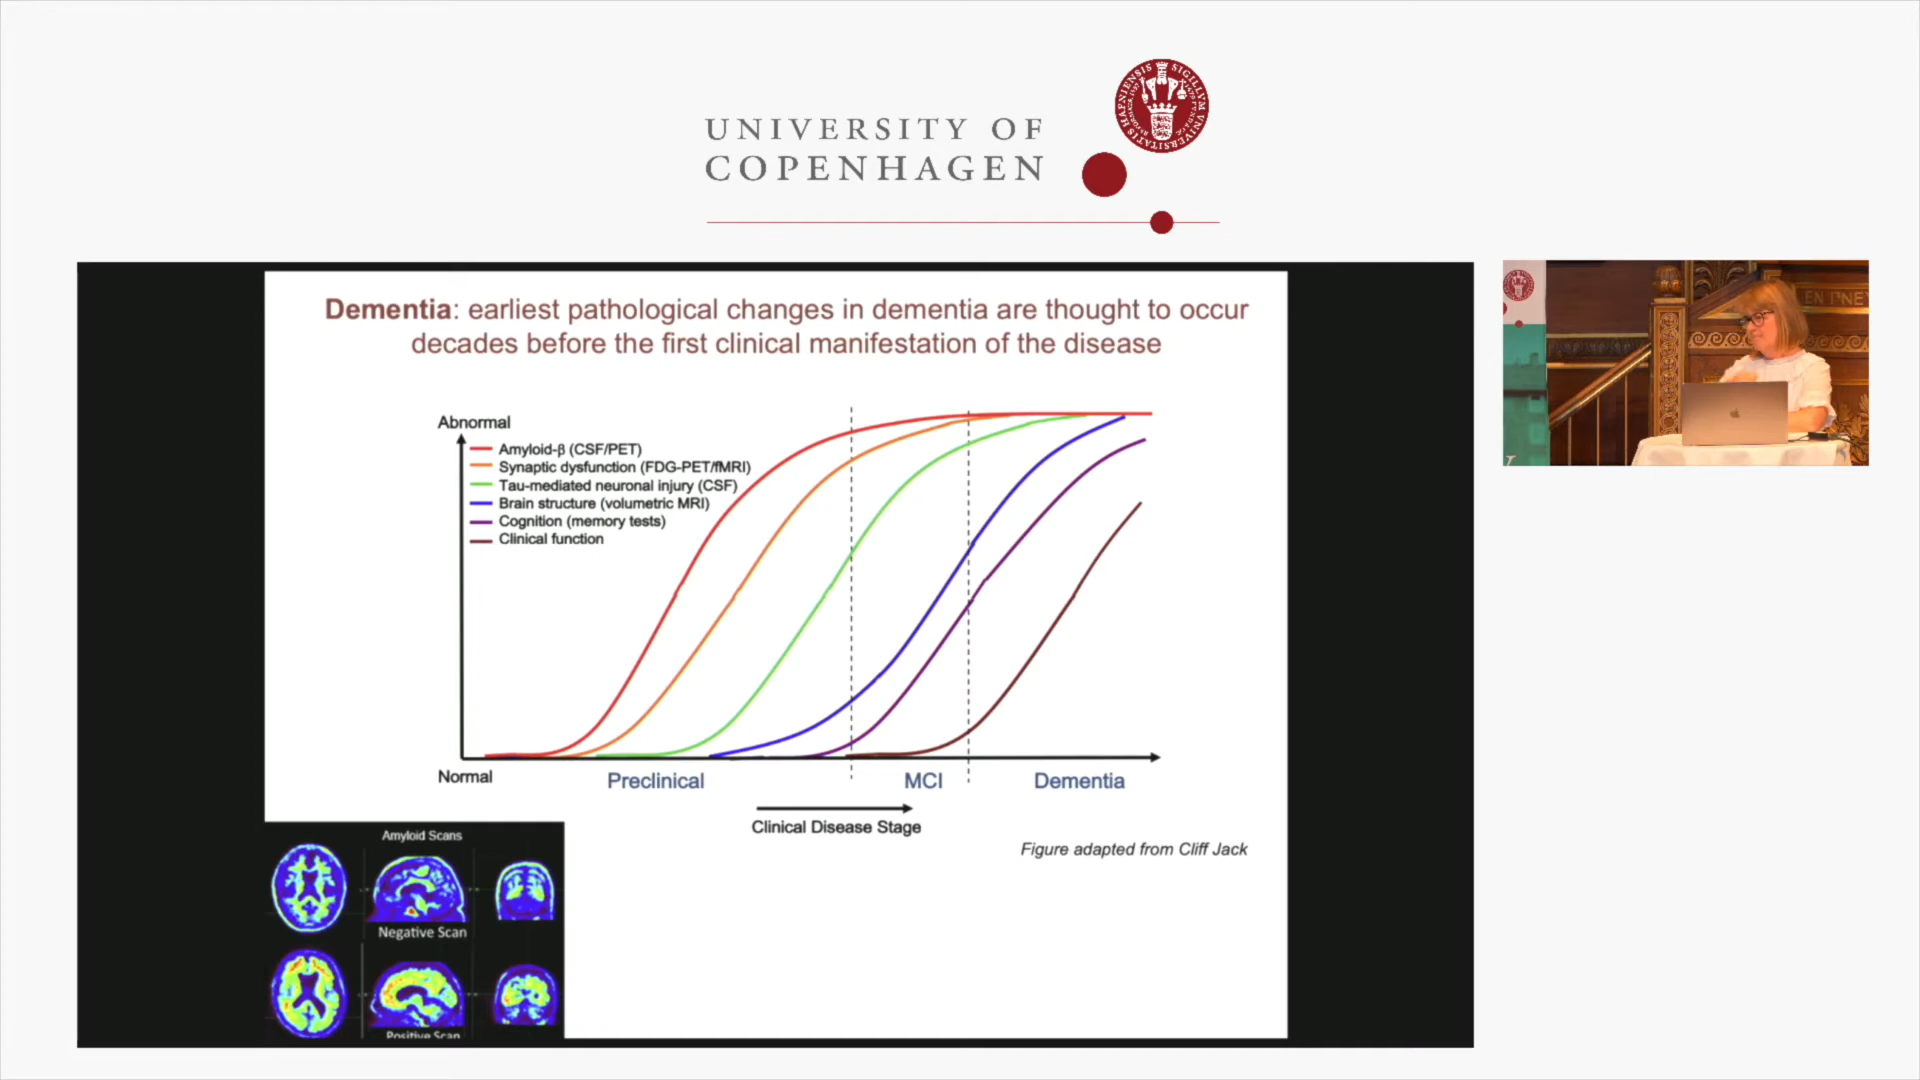 UNIVERSITY OF
COPENHAGEN
Dementia: earliest pathological changes in dementia are thought to occur
decades before the first clinical manifestation of the disease
Abnormal
Amyloid-β (CSF/PET)
Synaptic dysfunction (FDG-PET/fMRI)
Tau-mediated neuronal injury (CSF)
Brain structure (volumetric MRI)
Cognition (memory tests)
Clinical function
Normal
Preclinical
MCI
Dementia
Clinical Disease Stage
Figure adapted from Cliff Jack
Amyloid Scans
Negative Scan
Positive Scan